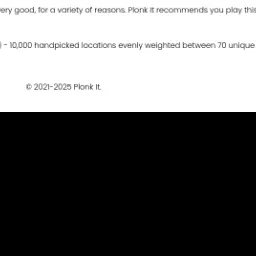 very good, for a variety of reasons. Plonk It recommends you play this
) - 10,000 handpicked locations evenly weighted between 70 unique
© 2021-2025 Plonk It.